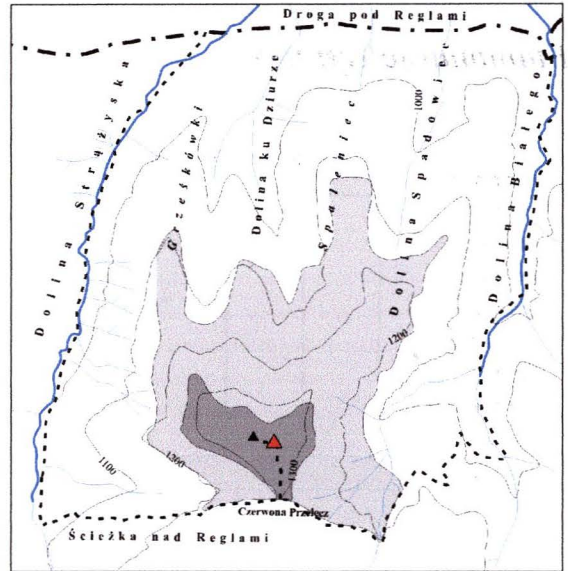 Droga pod Reglami
Dolina Strążyska
Grześkówki
Dolina ku Dziurze
Spaleniec
Dolina Spadowiec
Dolina Białego
1000
1200
1100
1200
1300
Czerwona Przełęcz
Ścieżka nad Reglami